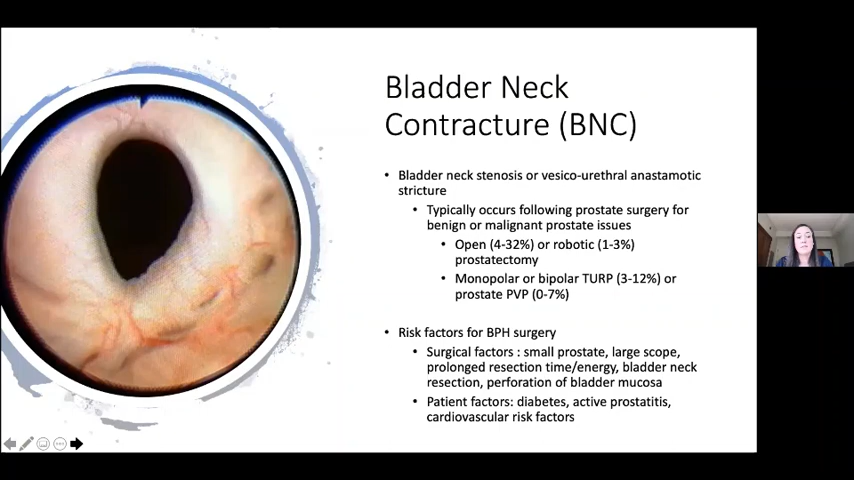 Bladder Neck
Contracture (BNC)
• Bladder neck stenosis or vesico-urethral anastamotic
stricture
• Typically occurs following prostate surgery for
benign or malignant prostate issues
• Open (4-32%) or robotic (1-3%)
prostatectomy
• Monopolar or bipolar TURP (3-12%) or
prostate PVP (0-7%)
• Risk factors for BPH surgery
• Surgical factors : small prostate, large scope,
prolonged resection time/energy, bladder neck
resection, perforation of bladder mucosa
• Patient factors: diabetes, active prostatitis,
cardiovascular risk factors